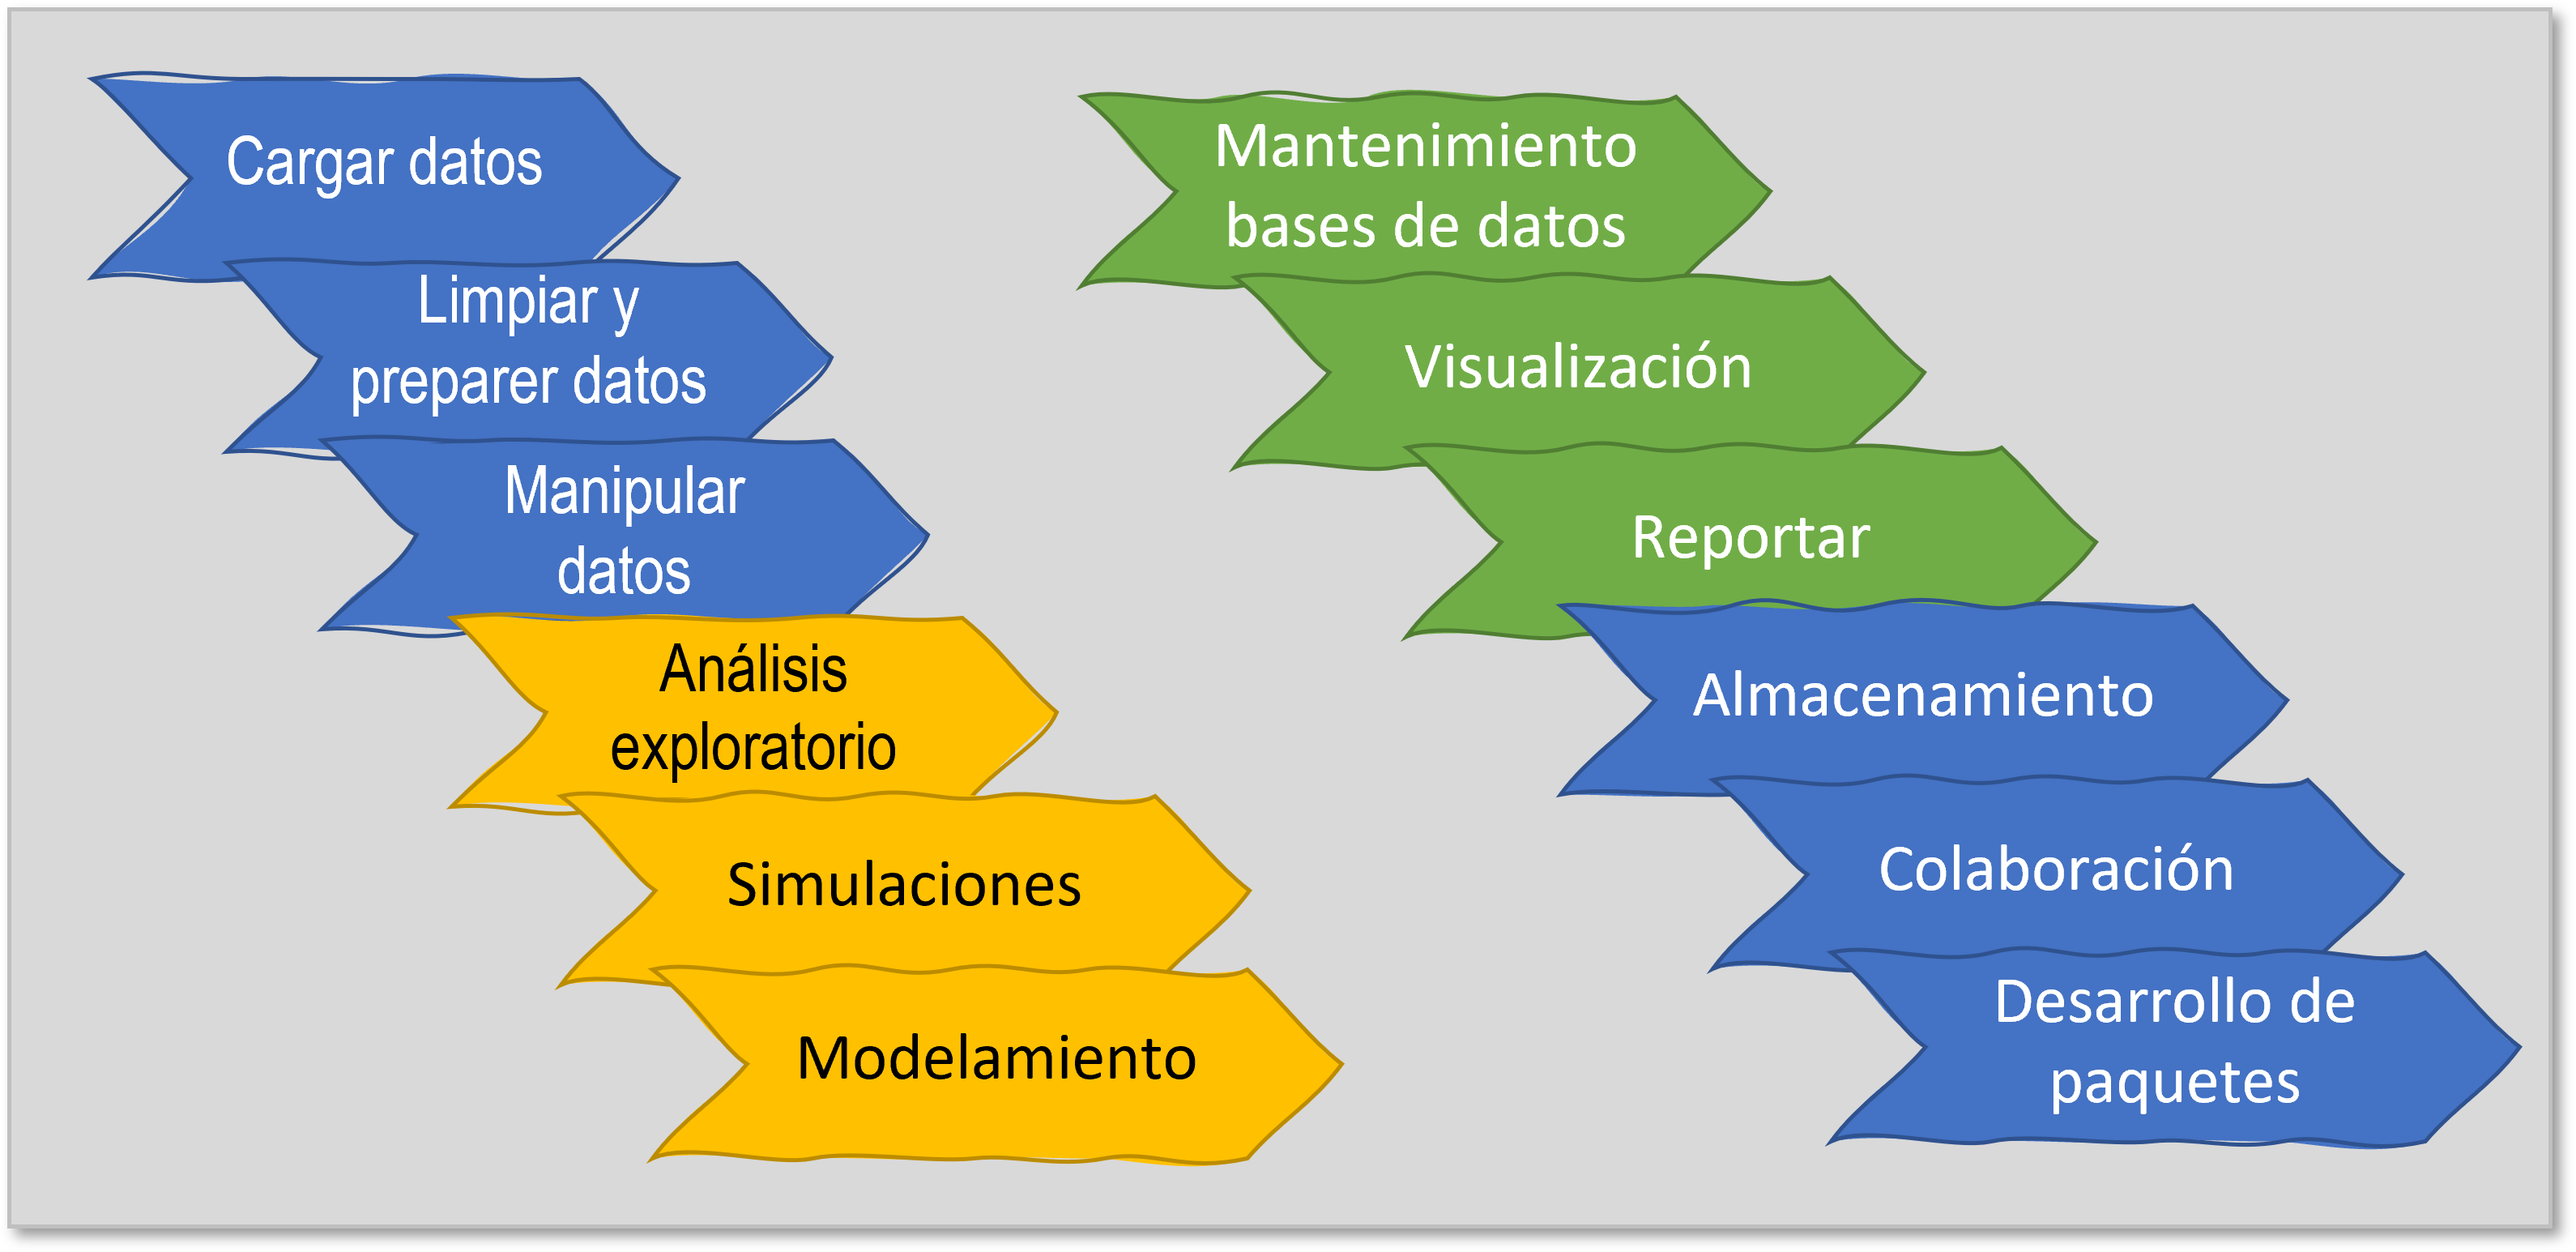 Cargar datos
Limpiar y
preparer datos
Manipular
datos
Análisis
exploratorio
Simulaciones
Modelamiento
Mantenimiento
bases de datos
Visualización
Reportar
Almacenamiento
Colaboración
Desarrollo de
paquetes